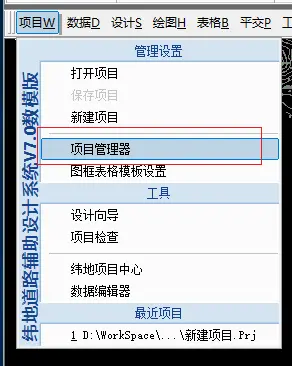 项目W 数据D 设计S 绘图H 表格B 平交P 工
纬地道路辅助设计系统V7.0数模版
管理设置
打开项目
保存项目
新建项目
项目管理器
图框表格模板设置
工具
设计向导
项目检查
纬地项目中心
数据编辑器
最近项目
1 D:\WorkSpace\...\新建项目.Prj